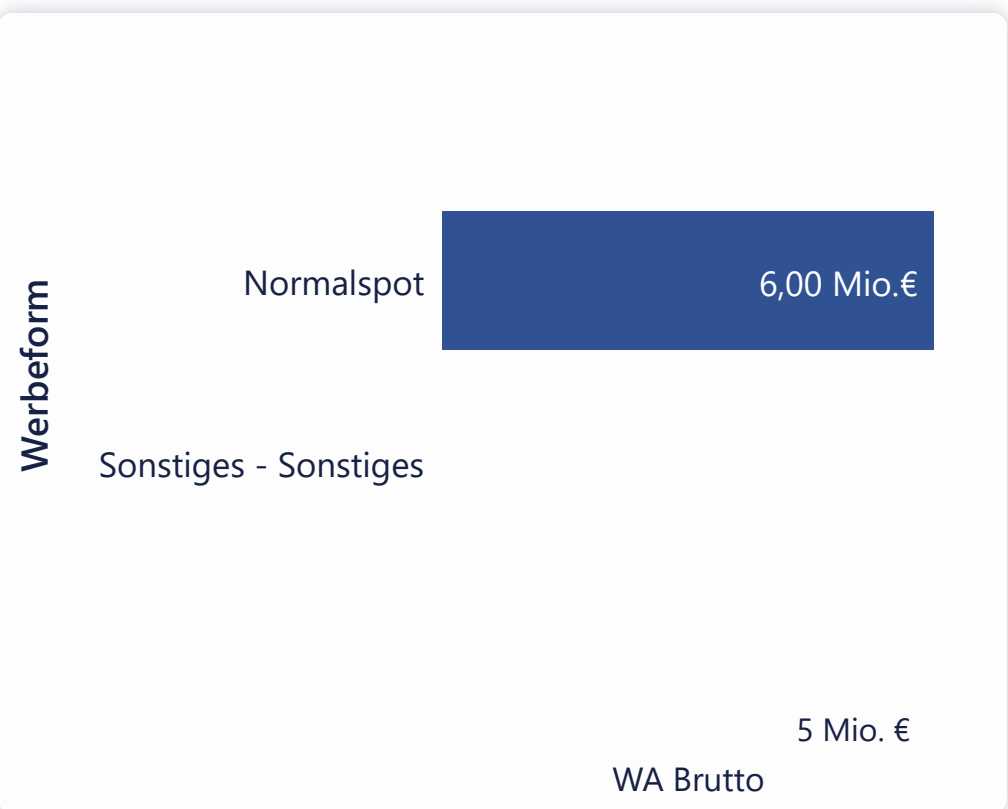 Werbeform
Normalspot
6,00 Mio.€
Sonstiges - Sonstiges
5 Mio. €
WA Brutto